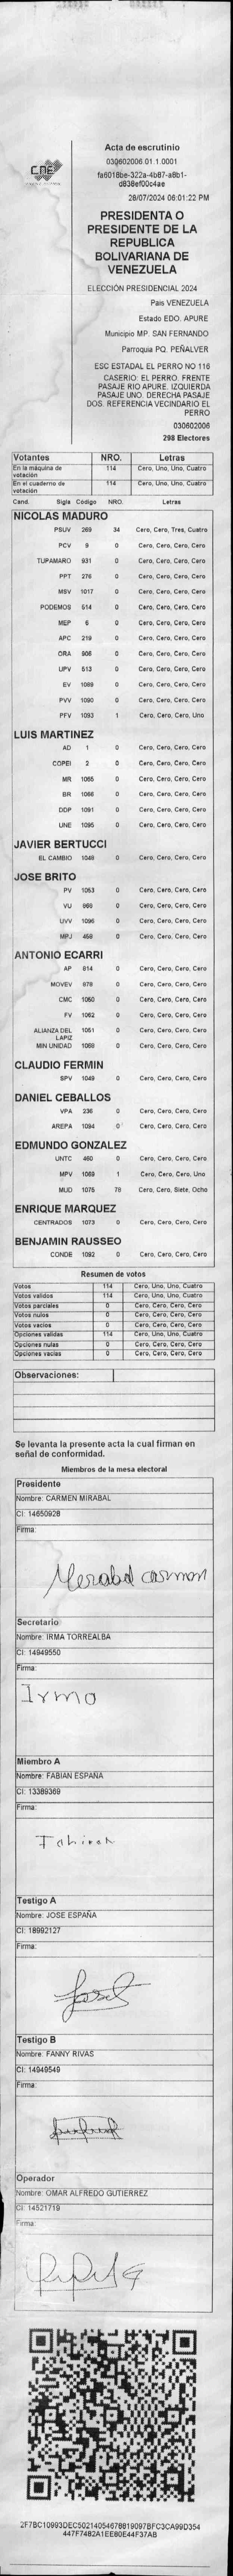 CNE
Acta de escrutinio
030602006.01.1.0001
fa6018be-322a-4b87-a8b1-
d838ef00c4ae
28/07/2024 06:01:22 PM
PRESIDENTA O
PRESIDENTE DE LA
REPUBLICA
BOLIVARIANA DE
VENEZUELA
ELECCIÓN PRESIDENCIAL 2024
Pais VENEZUELA
Estado EDO. APURE
Municipio MP. SAN FERNANDO
Parroquia PQ. PEÑALVER
ESC ESTADAL EL PERRO NO 116
CASERIO: EL PERRO. FRENTE
PASAJE RIO APURE. IZQUIERDA
PASAJE UNO. DERECHA PASAJE
DOS. REFERENCIA VECINDARIO EL
PERRO
030602006
298 Electores
Votantes NRO. Letras
En la máquina de votación 114 Cero, Uno, Uno, Cuatro
En el cuaderno de votación 114 Cero, Uno, Uno, Cuatro
Cand. Sigla Código NRO. Letras
NICOLAS MADURO
PSUV 269 34 Cero, Cero, Tres, Cuatro
PCV 9 0 Cero, Cero, Cero, Cero
TUPAMARO 931 0 Cero, Cero, Cero, Cero
PPT 276 0 Cero, Cero, Cero, Cero
MSV 1017 0 Cero, Cero, Cero, Cero
PODEMOS 514 0 Cero, Cero, Cero, Cero
MEP 6 0 Cero, Cero, Cero, Cero
APC 219 0 Cero, Cero, Cero, Cero
ORA 906 0 Cero, Cero, Cero, Cero
UPV 513 0 Cero, Cero, Cero, Cero
EV 1089 0 Cero, Cero, Cero, Cero
PVV 1090 0 Cero, Cero, Cero, Cero
PFV 1093 1 Cero, Cero, Cero, Uno
LUIS MARTINEZ
AD 1 0 Cero, Cero, Cero, Cero
COPEI 2 0 Cero, Cero, Cero, Cero
MR 1065 0 Cero, Cero, Cero, Cero
BR 1066 0 Cero, Cero, Cero, Cero
DDP 1091 0 Cero, Cero, Cero, Cero
UNE 1095 0 Cero, Cero, Cero, Cero
JAVIER BERTUCCI
EL CAMBIO 1048 0 Cero, Cero, Cero, Cero
JOSE BRITO
PV 1053 0 Cero, Cero, Cero, Cero
VU 0 Cero, Cero, Cero, Cero
UVV 1096 0 Cero, Cero, Cero, Cero
MPJ 458 0 Cero, Cero, Cero, Cero
ANTONIO ECARRI
AP 814 0 Cero, Cero, Cero, Cero
MOVEV 878 0 Cero, Cero, Cero, Cero
CMC 1050 0 Cero, Cero, Cero, Cero
FV 1062 0 Cero, Cero, Cero, Cero
ALIANZA DEL LAPIZ 1051 0 Cero, Cero, Cero, Cero
MIN UNIDAD 1068 0 Cero, Cero, Cero, Cero
CLAUDIO FERMIN
SPV 1049 0 Cero, Cero, Cero, Cero
DANIEL CEBALLOS
VPA 236 0 Cero, Cero, Cero, Cero
AREPA 1094 0 Cero, Cero, Cero, Cero
EDMUNDO GONZALEZ
UNTC 460 0 Cero, Cero, Cero, Cero
MPV 1069 1 Cero, Cero, Cero, Uno
MUD 1075 78 Cero, Cero, Siete, Ocho
ENRIQUE MARQUEZ
CENTRADOS 1073 0 Cero, Cero, Cero, Cero
BENJAMIN RAUSSEO
CONDE 1092 0 Cero, Cero, Cero, Cero
Resumen de votos
Votos 114 Cero, Uno, Uno, Cuatro
Votos validos 114 Cero, Uno, Uno, Cuatro
Votos parciales 0 Cero, Cero, Cero, Cero
Votos nulos 0 Cero, Cero, Cero, Cero
Votos vacios 0 Cero, Cero, Cero, Cero
Opciones validas 114 Cero, Uno, Uno, Cuatro
Opciones nulas 0 Cero, Cero, Cero, Cero
Opciones vacias 0 Cero, Cero, Cero, Cero
Observaciones:
Se levanta la presente acta la cual firman en
señal de conformidad.
Miembros de la mesa electoral
Presidente
Nombre: CARMEN MIRABAL
CI: 14650928
Firma:
Merabal carmen
Secretario
Nombre: IRMA TORREALBA
CI: 14949550
Firma:
Irma
Miembro A
Nombre: FABIAN ESPAÑA
CI: 13389369
Firma:
Testigo A
Nombre: JOSE ESPAÑA
CI: 18992127
Firma:
José
Testigo B
Nombre: FANNY RIVAS
CI: 14949549
Firma:
Operador
Nombre: OMAR ALFREDO GUTIERREZ
CI: 14521719
Firma:
2F7BC10993DEC50214054678819097BFC3CA99D354
447F7482A1EE80E44F37AB